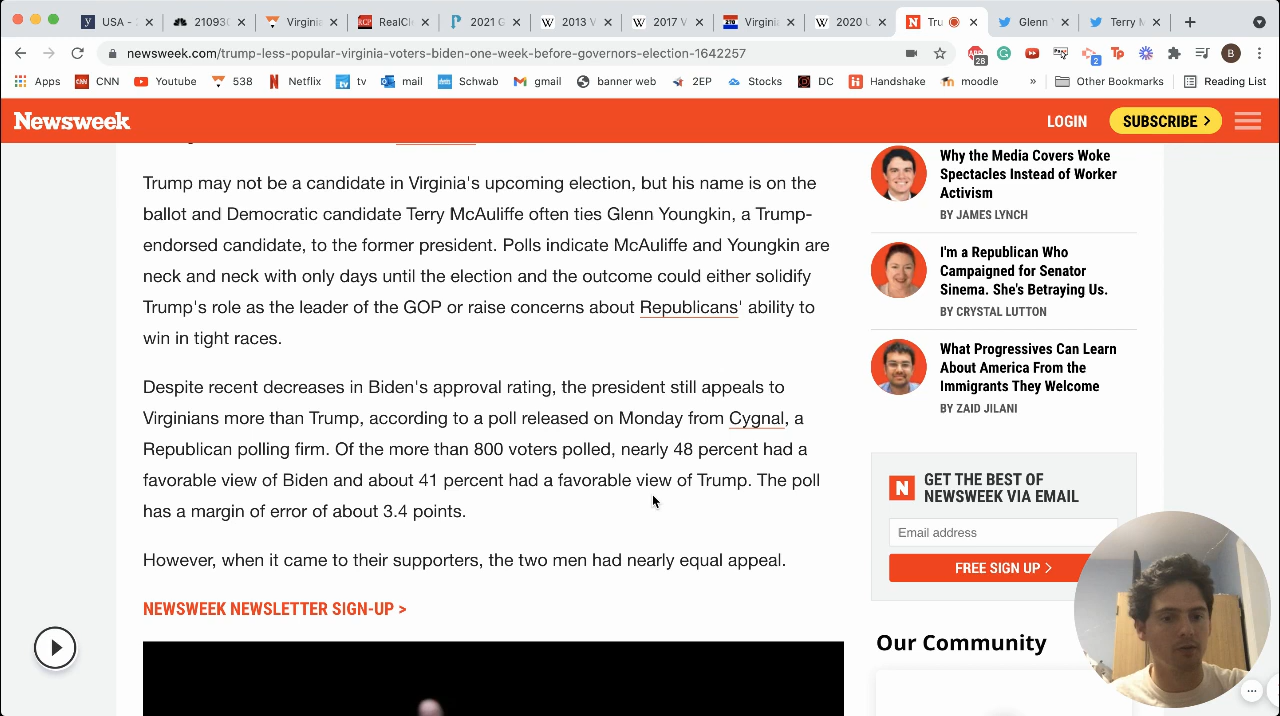 USA -
21093
Virginia
RealCle
2021 G
2013 V
2017 V
Virginia
2020 U
Tru
Glenn
Terry M
newsweek.com/trump-less-popular-virginia-voters-biden-one-week-before-governors-election-1642257
28
2
B
Apps
CNN
Youtube
538
Netflix
tv
mail
Schwab
gmail
banner web
2EP
Stocks
DC
Handshake
moodle
»
Other Bookmarks
Reading List
Newsweek
LOGIN
SUBSCRIBE >
Trump may not be a candidate in Virginia's upcoming election, but his name is on the
ballot and Democratic candidate Terry McAuliffe often ties Glenn Youngkin, a Trump-
endorsed candidate, to the former president. Polls indicate McAuliffe and Youngkin are
neck and neck with only days until the election and the outcome could either solidify
Trump's role as the leader of the GOP or raise concerns about Republicans' ability to
win in tight races.
Despite recent decreases in Biden's approval rating, the president still appeals to
Virginians more than Trump, according to a poll released on Monday from Cygnal, a
Republican polling firm. Of the more than 800 voters polled, nearly 48 percent had a
favorable view of Biden and about 41 percent had a favorable view of Trump. The poll
has a margin of error of about 3.4 points.
However, when it came to their supporters, the two men had nearly equal appeal.
NEWSWEEK NEWSLETTER SIGN-UP >
Why the Media Covers Woke
Spectacles Instead of Worker
Activism
BY JAMES LYNCH
I'm a Republican Who
Campaigned for Senator
Sinema. She's Betraying Us.
BY CRYSTAL LUTTON
What Progressives Can Learn
About America From the
Immigrants They Welcome
BY ZAID JILANI
N
GET THE BEST OF
NEWSWEEK VIA EMAIL
Email address
FREE SIGN UP >
Our Community